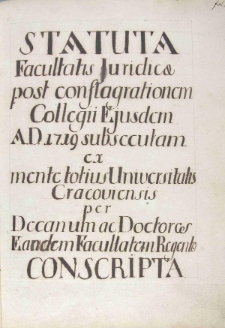 STATUTA
Facultatis Juridicæ
post conflagrationem
Collegii Ejusdem
A.D. 1719 subsecutam
ex
mente totius Universitatis
Cracoviensis
per
Decanum ac Doctores
Eandem Facultatem Regente
CONSCRIPTA